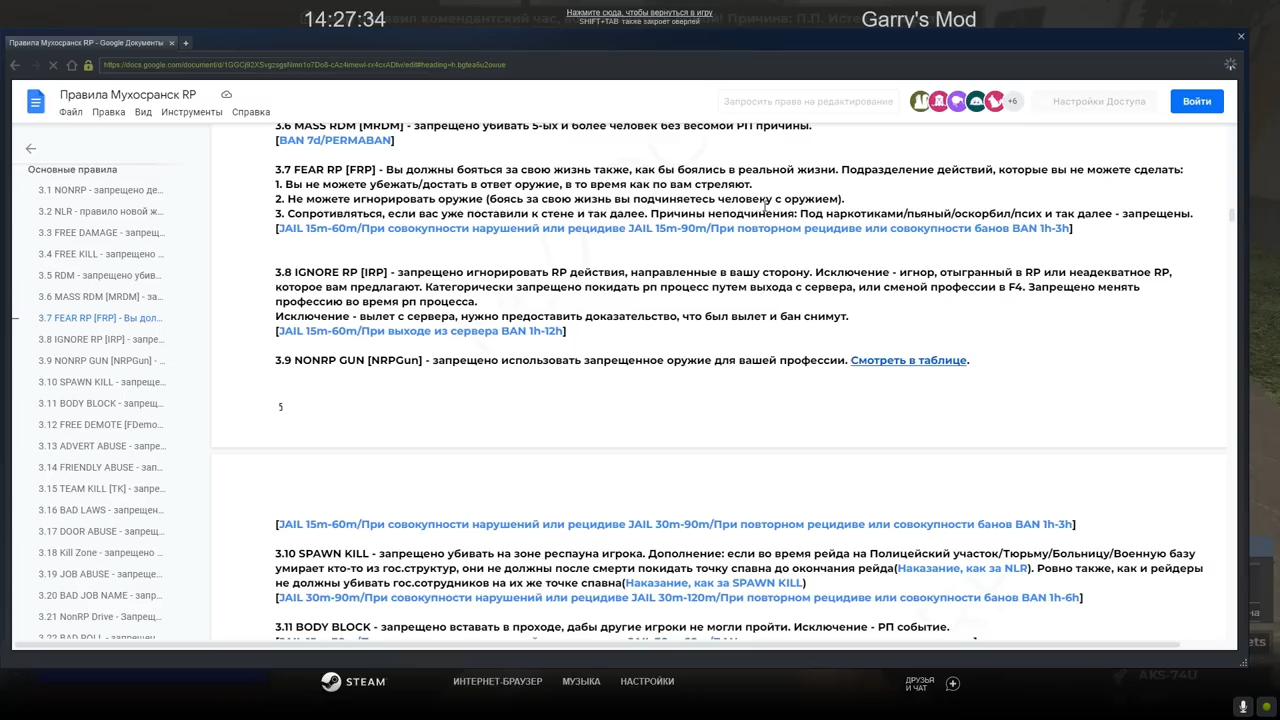 14:27:34
Нажмите сюда, чтобы вернуться в игру
SHIFT+TAB также закроет оверлей
Garry's Mod
Правила Мухосранск RP - Google Документы
Правила Мухосранск RP
Файл Правка Вид Инструменты Справка
Запросить права на редактирование
+6
Настройки Доступа
Войти
Основные правила
3.1 NONRP - запрещено де...
3.2 NLR - правило новой ж...
3.3 FREE DAMAGE - запрещ...
3.4 FREE KILL - запрещено ...
3.5 RDM - запрещено убив...
3.6 MASS RDM [MRDM] - за...
3.7 FEAR RP [FRP] - Вы дол...
3.8 IGNORE RP [IRP] - запр...
3.9 NONRP GUN [NRPGun] - ...
3.10 SPAWN KILL - запреще...
3.11 BODY BLOCK - запрещ...
3.12 FREE DEMOTE [FDemo...
3.13 ADVERT ABUSE - запре...
3.14 FRIENDLY ABUSE - зап...
3.15 TEAM KILL [TK] - запре...
3.16 BAD LAWS - запрещен...
3.17 DOOR ABUSE - запрещ...
3.18 Kill Zone - запрещено ...
3.19 JOB ABUSE - запрещен...
3.20 BAD JOB NAME - запр...
3.21 NonRP Drive - Запрещ...
3.22 BAD ROLL - запрещен...
3.6 MASS RDM [MRDM] - запрещено убивать 5-ых и более человек без весомой РП причины.
[BAN 7d/PERMABAN]
3.7 FEAR RP [FRP] - Вы должны бояться за свою жизнь также, как бы боялись в реальной жизни. Подразделение действий, которые вы не можете сделать:
1. Вы не можете убежать/достать в ответ оружие, в то время как по вам стреляют.
2. Не можете игнорировать оружие (боясь за свою жизнь вы подчиняетесь человеку с оружием).
3. Сопротивляться, если вас уже поставили к стене и так далее. Причины неподчинения: Под наркотиками/пьяный/оскорбил/псих и так далее - запрещены.
[JAIL 15m-60m/При совокупности нарушений или рецидиве JAIL 15m-90m/При повторном рецидиве или совокупности банов BAN 1h-3h]
3.8 IGNORE RP [IRP] - запрещено игнорировать RP действия, направленные в вашу сторону. Исключение - игнор, отыгранный в RP или неадекватное RP,
которое вам предлагают. Категорически запрещено покидать рп процесс путем выхода с сервера, или сменой профессии в F4. Запрещено менять
профессию во время рп процесса.
Исключение - вылет с сервера, нужно предоставить доказательство, что был вылет и бан снимут.
[JAIL 15m-60m/При выходе из сервера BAN 1h-12h]
3.9 NONRP GUN [NRPGun] - запрещено использовать запрещенное оружие для вашей профессии. Смотреть в таблице.
5
[JAIL 15m-60m/При совокупности нарушений или рецидиве JAIL 30m-90m/При повторном рецидиве или совокупности банов BAN 1h-3h]
3.10 SPAWN KILL - запрещено убивать на зоне респауна игрока. Дополнение: если во время рейда на Полицейский участок/Тюрьму/Больницу/Военную базу
умирает кто-то из гос.структур, они не должны после смерти покидать точку спавна до окончания рейда(Наказание, как за NLR). Ровно также, как и рейдеры
не должны убивать гос.сотрудников на их же точке спавна(Наказание, как за SPAWN KILL)
[JAIL 30m-90m/При совокупности нарушений или рецидиве JAIL 30m-120m/При повторном рецидиве или совокупности банов BAN 1h-6h]
3.11 BODY BLOCK - запрещено вставать в проходе, дабы другие игроки не могли пройти. Исключение - РП событие.
STEAM
ИНТЕРНЕТ-БРАУЗЕР МУЗЫКА НАСТРОЙКИ
ДРУЗЬЯ
И ЧАТ
AKS-74U